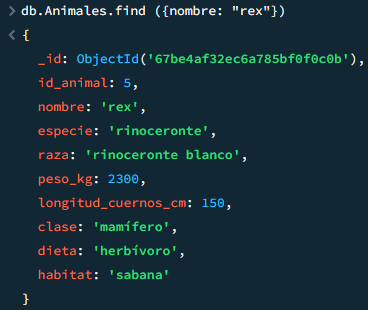 > db.Animales.find ({nombre: "rex"})
< {
_id: ObjectId('67be4af32ec6a785bf0f0c0b'),
id_animal: 5,
nombre: 'rex',
especie: 'rinoceronte',
raza: 'rinoceronte blanco',
peso_kg: 2300,
longitud_cuernos_cm: 150,
clase: 'mamífero',
dieta: 'herbívoro',
habitat: 'sabana'
}